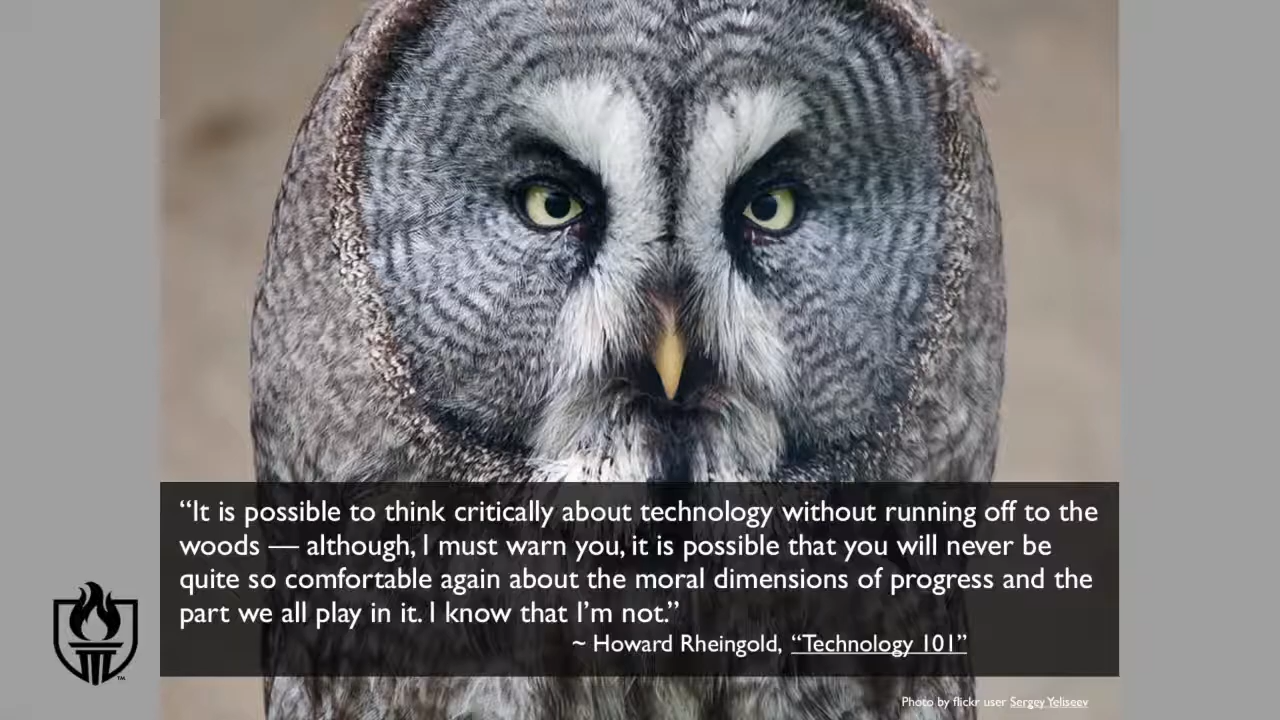 “It is possible to think critically about technology without running off to the
woods — although, I must warn you, it is possible that you will never be
quite so comfortable again about the moral dimensions of progress and the
part we all play in it. I know that I’m not.”
~ Howard Rheingold, “Technology 101”
™
Photo by flickr user Sergey Yeliseev